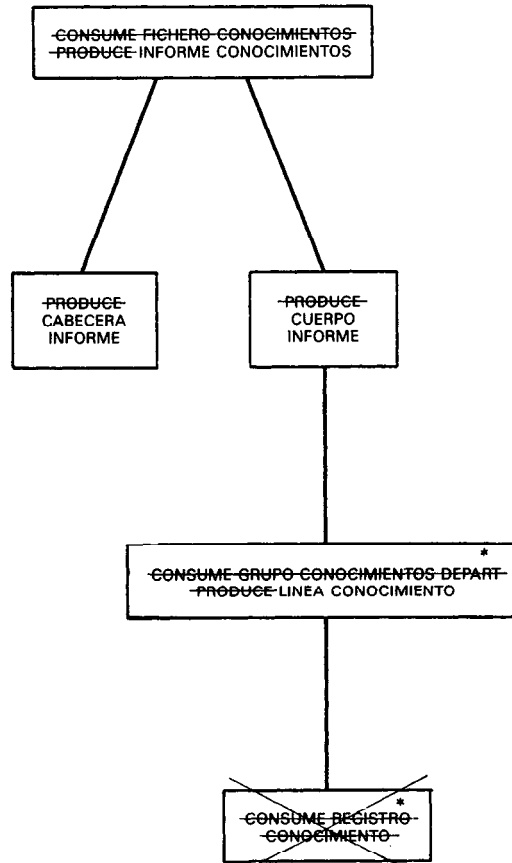 CONSUME FICHERO CONOCIMIENTOS
PRODUCE INFORME CONOCIMIENTOS
PRODUCE
CABECERA
INFORME
PRODUCE
CUERPO
INFORME
*
CONSUME GRUPO CONOCIMIENTOS DEPART
PRODUCE LINEA CONOCIMIENTO
*
CONSUME REGISTRO
CONOCIMIENTO